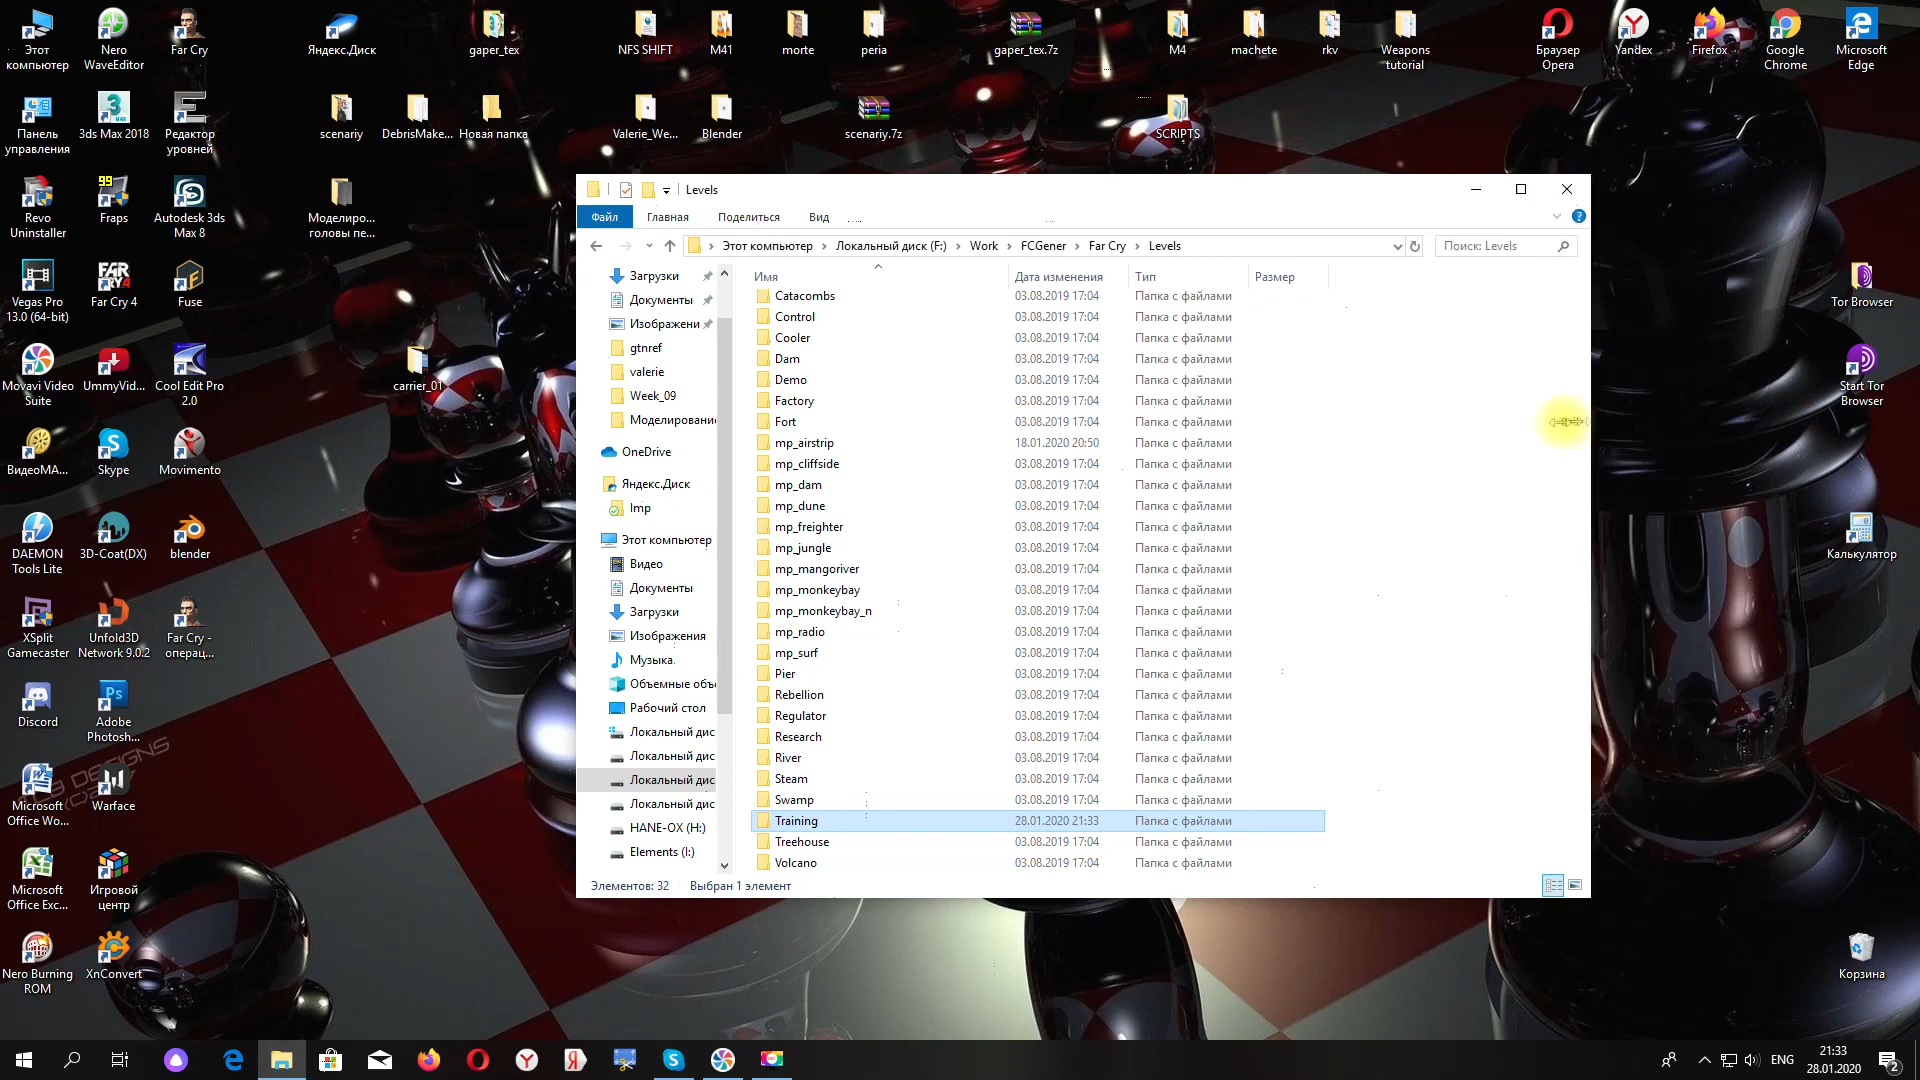 Этот
компьютер
Nero
WaveEditor
Far Cry
Яндекс.Диск
gaper_tex
NFS SHIFT
M41
morte
peria
gaper_tex.7z
M4
machete
rkv
Weapons
tutorial
Браузер
Opera
Yandex
Firefox
Google
Chrome
Microsoft
Edge
Панель
управления
3ds Max 2018
Редактор
уровней
scenariy
DebrisMake...
Новая папка
Valerie_We...
Blender
scenariy.7z
SCRIPTS
Revo
Uninstaller
99
Fraps
Autodesk 3ds
Max 8
Моделиро...
головы пе...
Vegas Pro
13.0 (64-bit)
FAR
CRY4
Far Cry 4
Fuse
Tor Browser
Movavi Video
Suite
UmmyVid...
Cool Edit Pro
2.0
carrier_01
Start Tor
Browser
ВидеоМА...
Skype
Movimento
DAEMON
Tools Lite
3D-Coat(DX)
blender
Калькулятор
XSplit
Gamecaster
Unfold3D
Network 9.0.2
Far Cry -
операц...
Discord
Adobe
Photosh...
Microsoft
Office Wo...
Warface
Microsoft
Office Exc...
Игровой
центр
Nero Burning
ROM
XnConvert
Корзина
Levels
Файл
Главная
Поделиться
Вид
Этот компьютер
Локальный диск (F:)
Work
FCGener
Far Cry
Levels
Поиск: Levels
Загрузки
Документы
Изображени
gtnref
valerie
Week_09
Моделировани
OneDrive
Яндекс.Диск
Imp
Этот компьютер
Видео
Документы
Загрузки
Изображения
Музыка
Объемные объе
Рабочий стол
Локальный дис
Локальный дис
Локальный дис
Локальный дис
HANE-OX (H:)
Elements (I:)
Имя Дата изменения Тип Размер
Catacombs 03.08.2019 17:04 Папка с файлами
Control 03.08.2019 17:04 Папка с файлами
Cooler 03.08.2019 17:04 Папка с файлами
Dam 03.08.2019 17:04 Папка с файлами
Demo 03.08.2019 17:04 Папка с файлами
Factory 03.08.2019 17:04 Папка с файлами
Fort 03.08.2019 17:04 Папка с файлами
mp_airstrip 18.01.2020 20:50 Папка с файлами
mp_cliffside 03.08.2019 17:04 Папка с файлами
mp_dam 03.08.2019 17:04 Папка с файлами
mp_dune 03.08.2019 17:04 Папка с файлами
mp_freighter 03.08.2019 17:04 Папка с файлами
mp_jungle 03.08.2019 17:04 Папка с файлами
mp_mangoriver 03.08.2019 17:04 Папка с файлами
mp_monkeybay 03.08.2019 17:04 Папка с файлами
mp_monkeybay_n 03.08.2019 17:04 Папка с файлами
mp_radio 03.08.2019 17:04 Папка с файлами
mp_surf 03.08.2019 17:04 Папка с файлами
Pier 03.08.2019 17:04 Папка с файлами
Rebellion 03.08.2019 17:04 Папка с файлами
Regulator 03.08.2019 17:04 Папка с файлами
Research 03.08.2019 17:04 Папка с файлами
River 03.08.2019 17:04 Папка с файлами
Steam 03.08.2019 17:04 Папка с файлами
Swamp 03.08.2019 17:04 Папка с файлами
Training 28.01.2020 21:33 Папка с файлами
Treehouse 03.08.2019 17:04 Папка с файлами
Volcano 03.08.2019 17:04 Папка с файлами
Элементов: 32 Выбран 1 элемент
ENG
21:33
28.01.2020
2